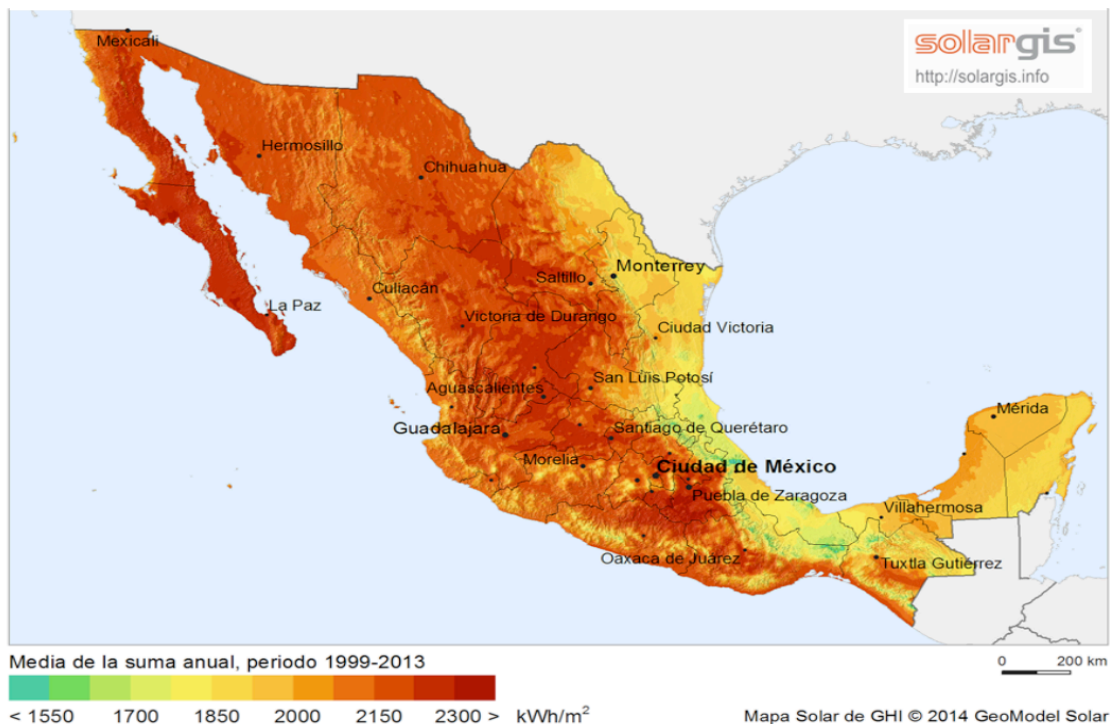 solargis
http://solargis.info
Mexicali
Hermosillo
Chihuahua
Monterrey
Saltillo
Culiacán
La Paz
Victoria de Durango
Ciudad Victoria
San Luis Potosí
Aguascalientes
Mérida
Guadalajara
Santiago de Querétaro
Morelia
Ciudad de México
Puebla de Zaragoza
Villahermosa
Oaxaca de Juárez
Tuxtla Gutiérrez
Media de la suma anual, periodo 1999-2013
0 200 km
< 1550 1700 1850 2000 2150 2300 > kWh/m²
Mapa Solar de GHI © 2014 GeoModel Solar